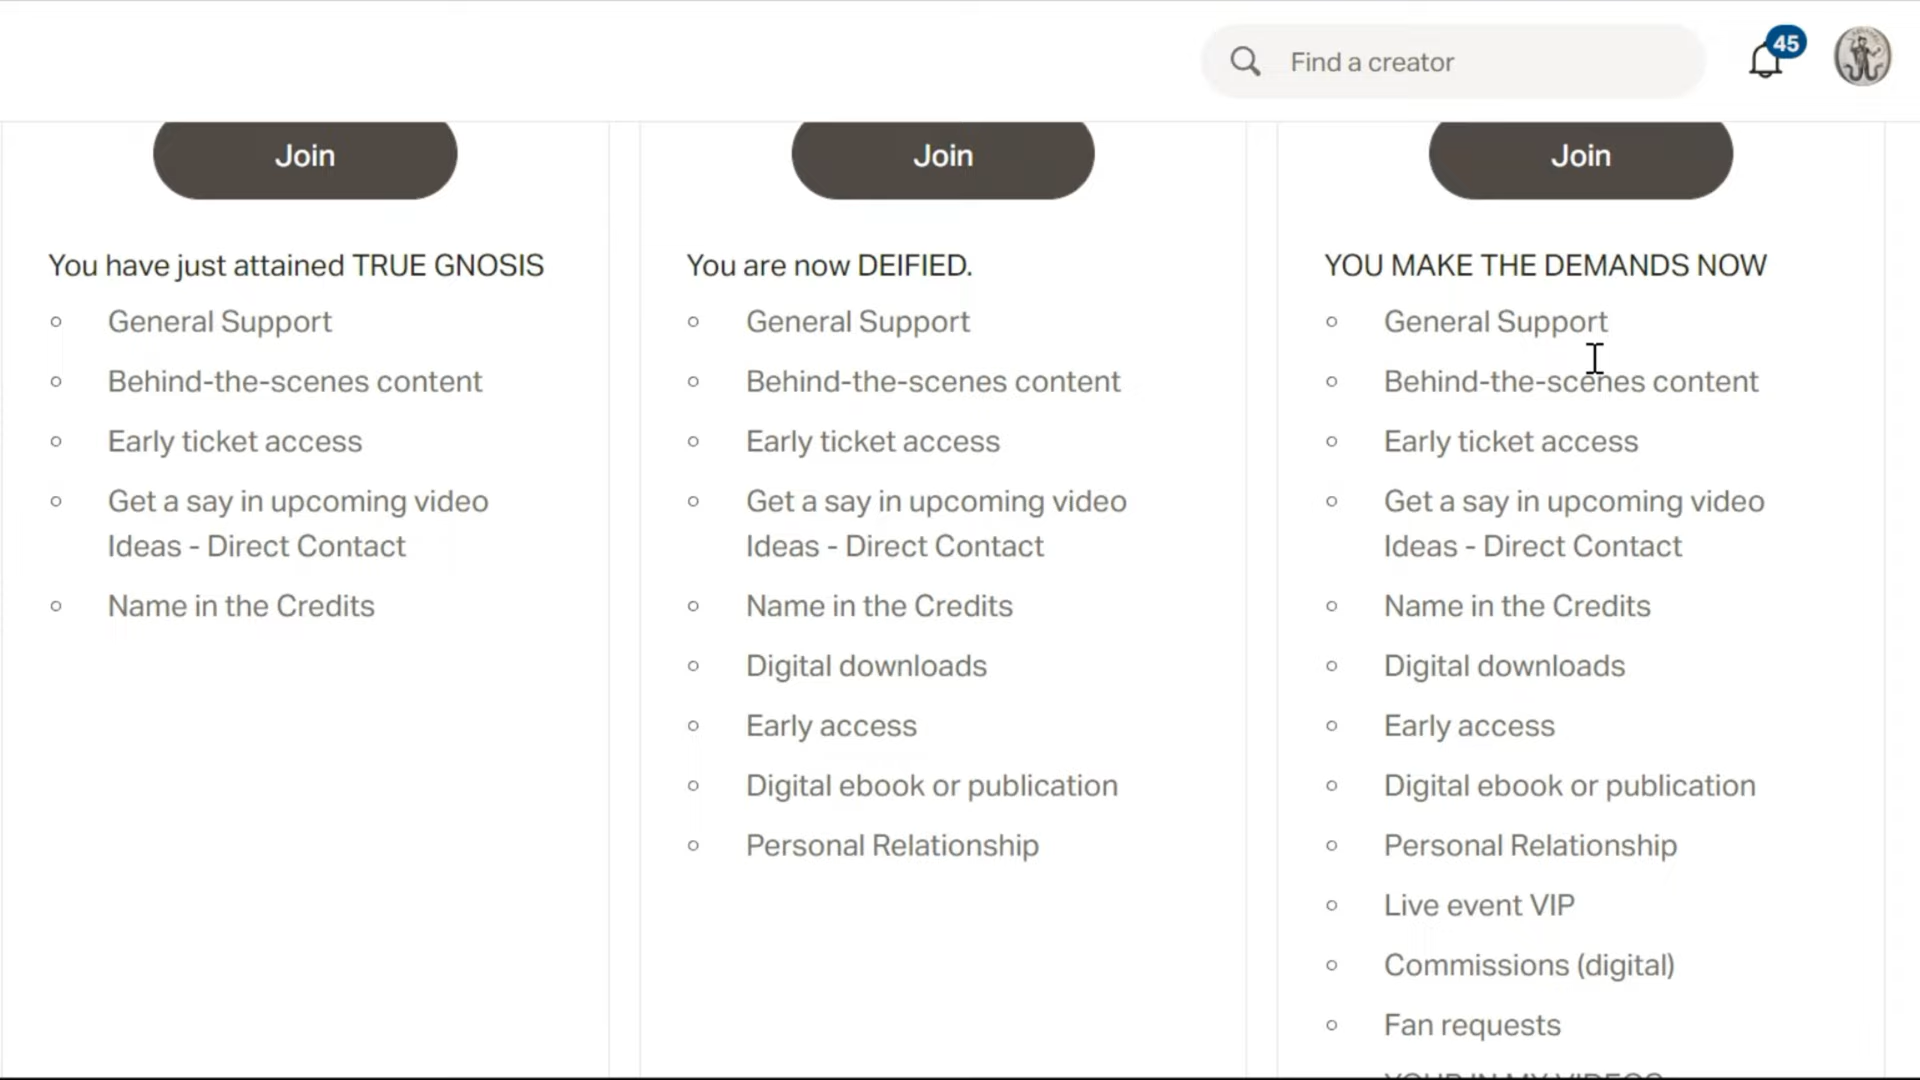 Find a creator
45
Join
You have just attained TRUE GNOSIS
General Support
Behind-the-scenes content
Early ticket access
Get a say in upcoming video
Ideas - Direct Contact
Name in the Credits
Join
You are now DEIFIED.
General Support
Behind-the-scenes content
Early ticket access
Get a say in upcoming video
Ideas - Direct Contact
Name in the Credits
Digital downloads
Early access
Digital ebook or publication
Personal Relationship
Join
YOU MAKE THE DEMANDS NOW
General Support
Behind-the-scenes content
Early ticket access
Get a say in upcoming video
Ideas - Direct Contact
Name in the Credits
Digital downloads
Early access
Digital ebook or publication
Personal Relationship
Live event VIP
Commissions (digital)
Fan requests
YOUR IN MY VIDEOS